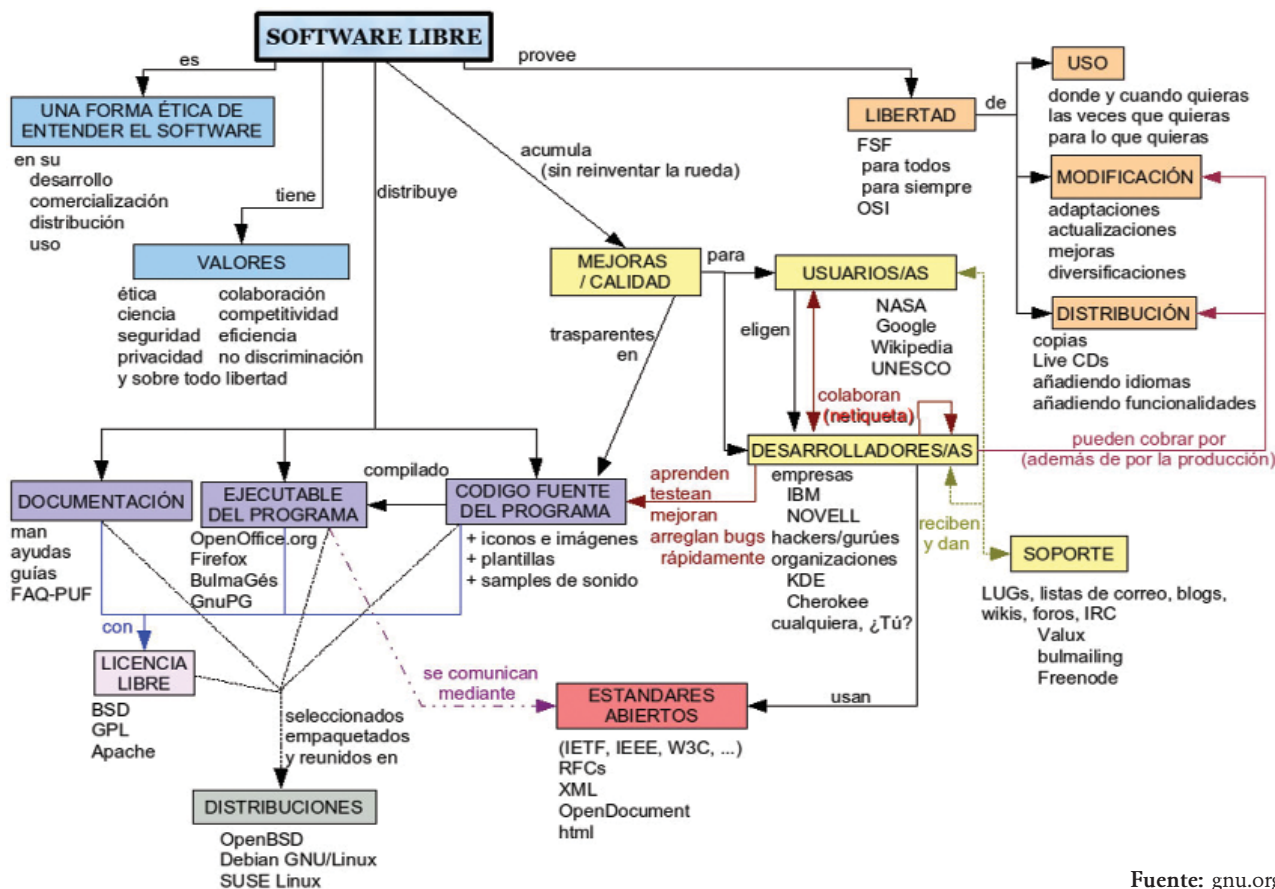 SOFTWARE LIBRE
es
provee
UNA FORMA ÉTICA DE
ENTENDER EL SOFTWARE
en su
desarrollo
comercialización
distribución
uso
tiene
VALORES
ética colaboración
ciencia competitividad
seguridad eficiencia
privacidad no discriminación
y sobre todo libertad
distribuye
acumula
(sin reinventar la rueda)
MEJORAS
/ CALIDAD
para
trasparentes
en
LIBERTAD
FSF
para todos
para siempre
OSI
de
USO
donde y cuando quieras
las veces que quieras
para lo que quieras
MODIFICACIÓN
adaptaciones
actualizaciones
mejoras
diversificaciones
DISTRIBUCIÓN
copias
Live CDs
añadiendo idiomas
añadiendo funcionalidades
USUARIOS/AS
NASA
Google
Wikipedia
UNESCO
eligen
colaboran
(netiqueta)
DESARROLLADORES/AS
empresas
IBM
NOVELL
hackers/gurúes
organizaciones
KDE
Cherokee
cualquiera, ¿Tú?
pueden cobrar por
(además de por la producción)
aprenden
testean
mejoran
arreglan bugs
rápidamente
reciben
y dan
SOPORTE
LUGs, listas de correo, blogs,
wikis, foros, IRC
Valux
bulmailing
Freenode
DOCUMENTACIÓN
man
ayudas
guías
FAQ-PUF
EJECUTABLE
DEL PROGRAMA
OpenOffice.org
Firefox
BulmaGés
GnuPG
compilado
CODIGO FUENTE
DEL PROGRAMA
+ iconos e imágenes
+ plantillas
+ samples de sonido
con
LICENCIA
LIBRE
BSD
GPL
Apache
seleccionados
empaquetados
y reunidos en
DISTRIBUCIONES
OpenBSD
Debian GNU/Linux
SUSE Linux
se comunican
mediante
ESTANDARES
ABIERTOS
(IETF, IEEE, W3C, ...)
RFCs
XML
OpenDocument
html
usan
Fuente: gnu.org